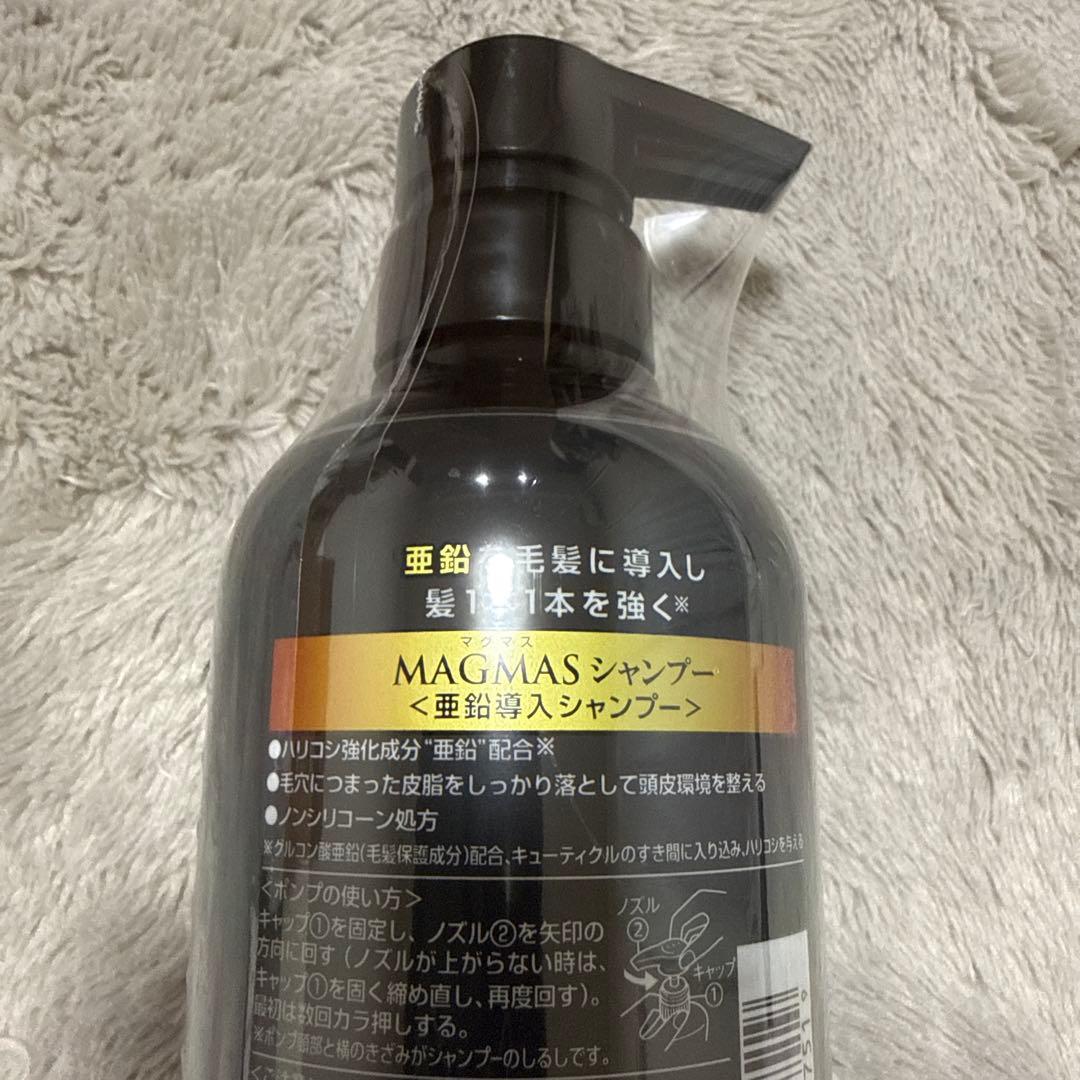 亜鉛を毛髪に導入し
髪1本1本を強く※
マグマス
MAGMASシャンプー
<亜鉛導入シャンプー>
●ハリコシ強化成分“亜鉛”配合※
●毛穴につまった皮脂をしっかり落として頭皮環境を整える
●ノンシリコーン処方
※グルコン酸亜鉛(毛髪保護成分)配合、キューティクルのすき間に入り込み、ハリコシを与える
<ポンプの使い方>
キャップ①を固定し、ノズル②を矢印の
方向に回す(ノズルが上がらない時は、
キャップ①を固く締め直し、再度回す)。
最初は数回カラ押しする。
※ポンプ頭部と横のきざみがシャンプーのしるしです。
ノズル
②
キャップ
①